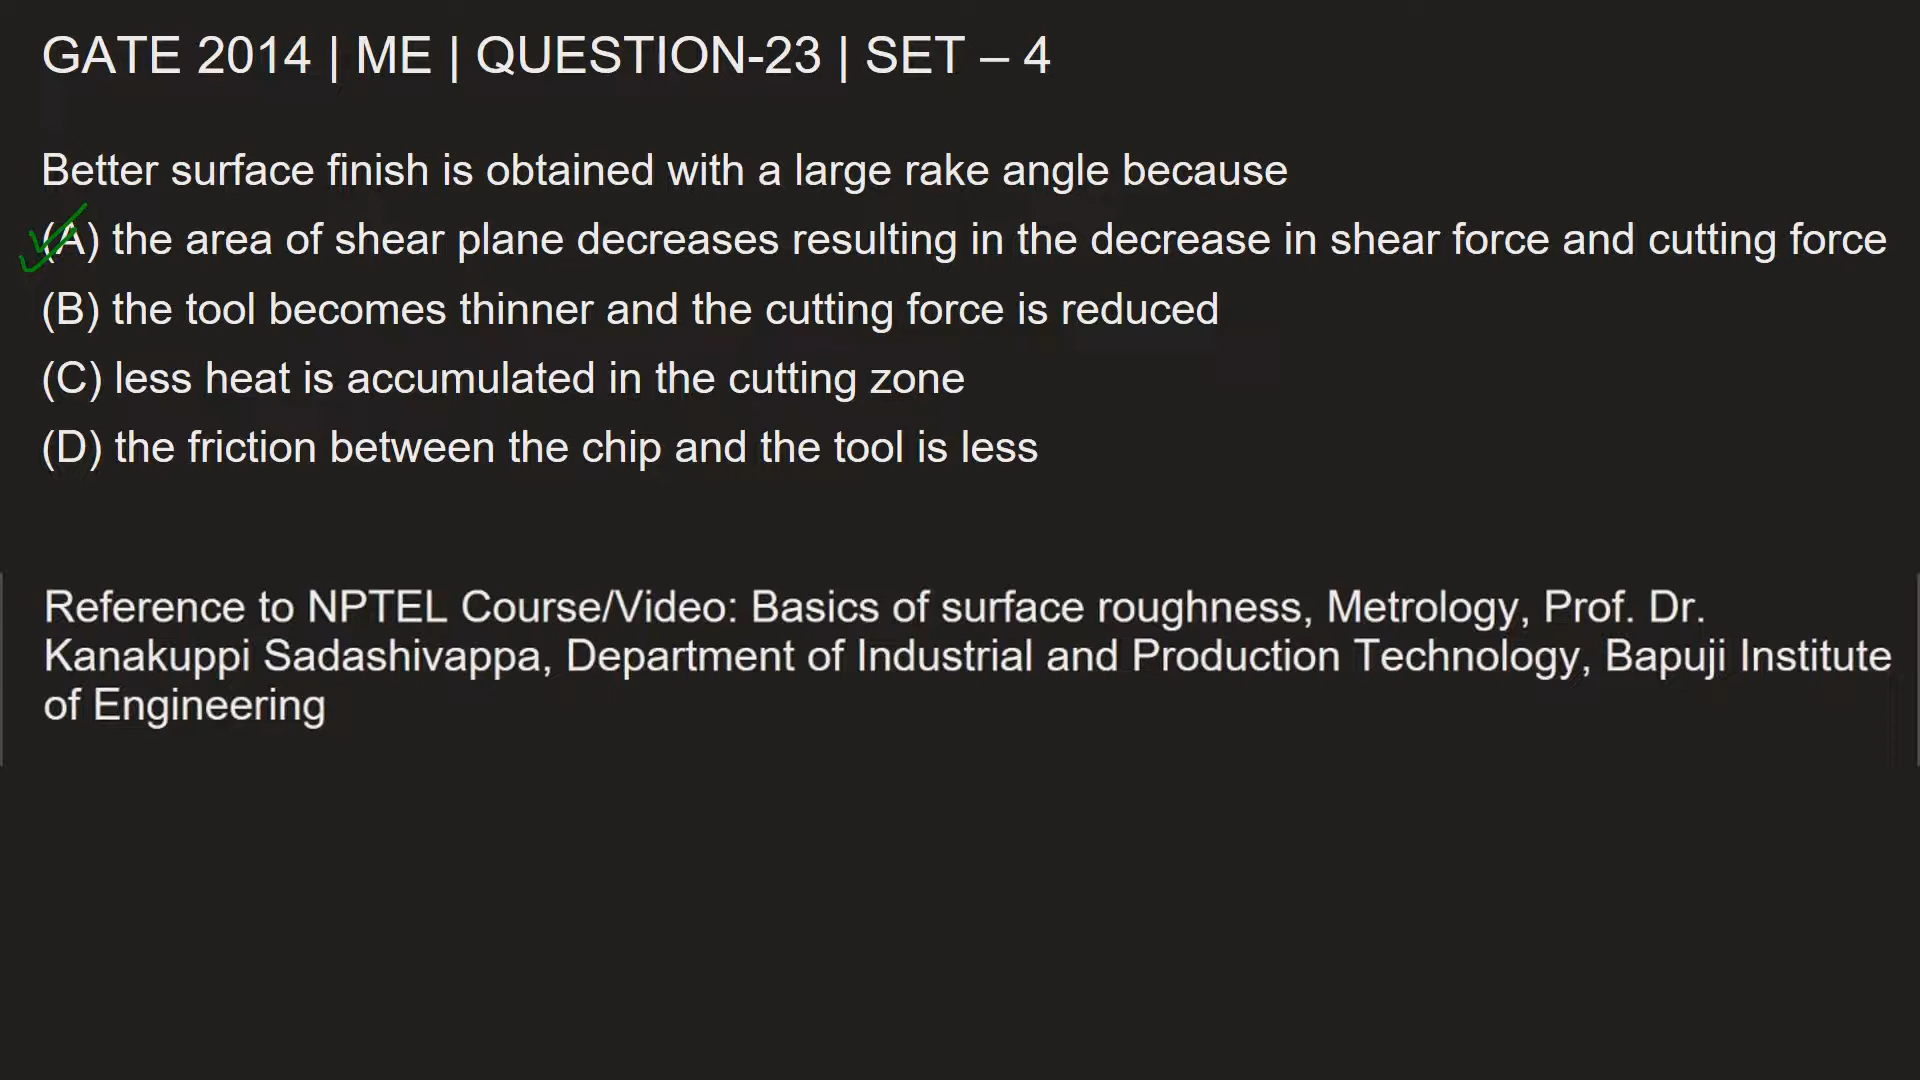 GATE 2014 | ME | QUESTION-23 | SET – 4
Better surface finish is obtained with a large rake angle because
(A) the area of shear plane decreases resulting in the decrease in shear force and cutting force
(B) the tool becomes thinner and the cutting force is reduced
(C) less heat is accumulated in the cutting zone
(D) the friction between the chip and the tool is less
Reference to NPTEL Course/Video: Basics of surface roughness, Metrology, Prof. Dr.
Kanakuppi Sadashivappa, Department of Industrial and Production Technology, Bapuji Institute
of Engineering